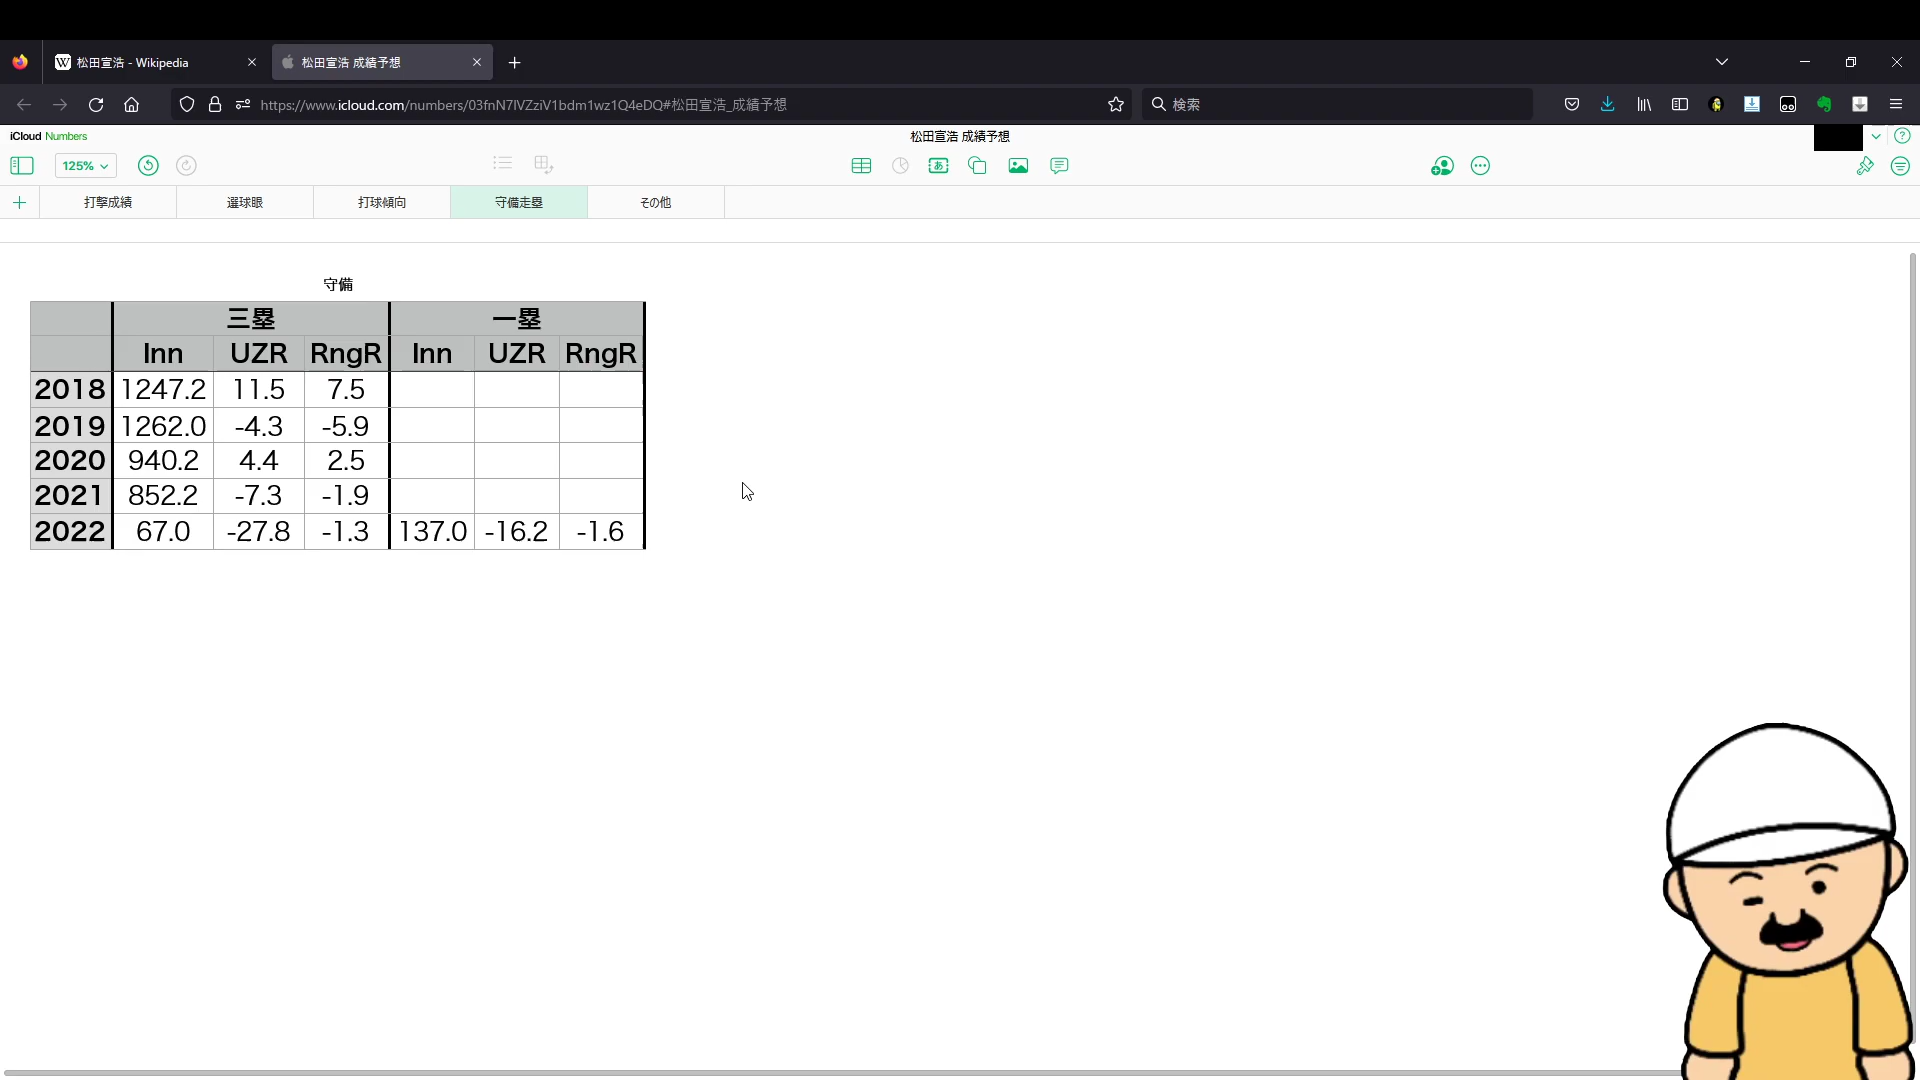 松田宣浩 - Wikipedia
松田宣浩 成績予想
https://www.icloud.com/numbers/03fnN7IVZziV1bdm1wz1Q4eDQ#松田宣浩_成績予想
検索
iCloud Numbers
松田宣浩 成績予想
125%
あ
打撃成績 選球眼 打球傾向 守備走塁 その他
守備
三塁 一塁
Inn UZR RngR Inn UZR RngR
2018 1247.2 11.5 7.5
2019 1262.0 -4.3 -5.9
2020 940.2 4.4 2.5
2021 852.2 -7.3 -1.9
2022 67.0 -27.8 -1.3 137.0 -16.2 -1.6